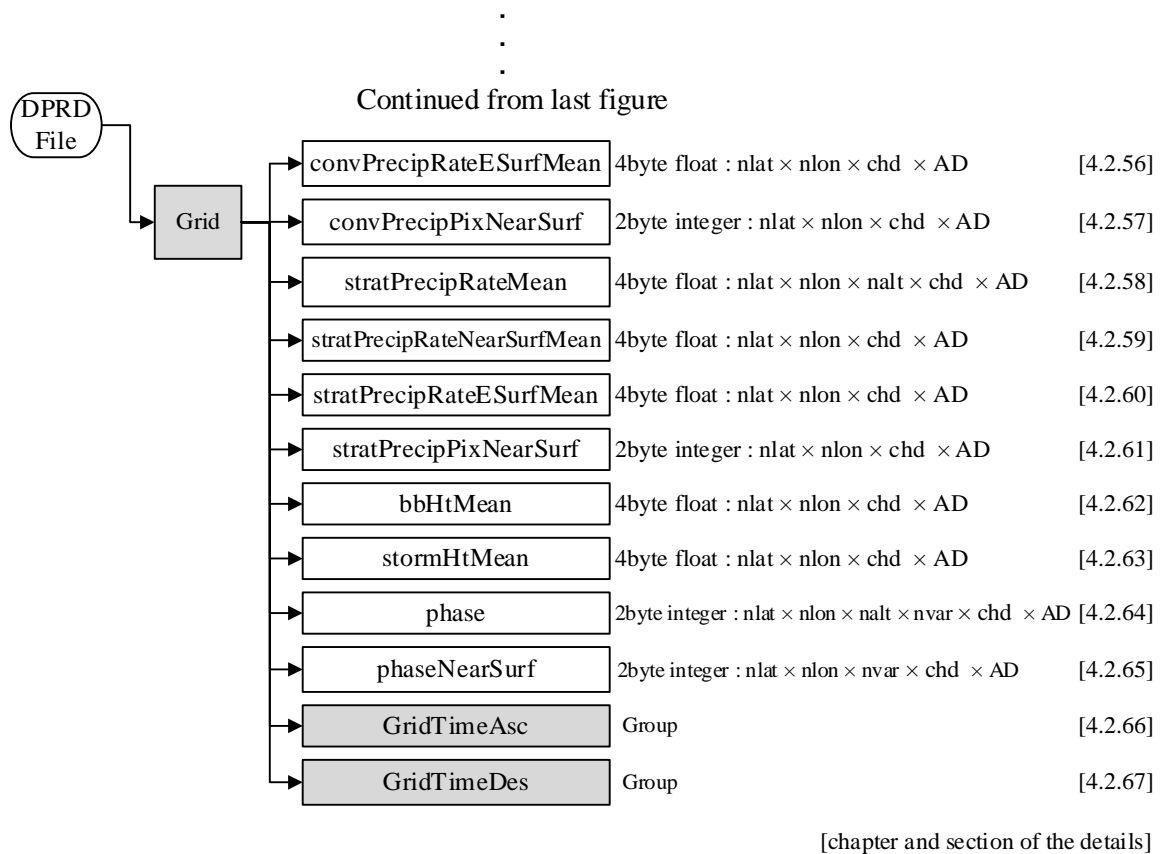 .
.
.
Continued from last figure
DPRD
File
Grid
convPrecipRateESurfMean 4byte float : nlat × nlon × chd × AD [4.2.56]
convPrecipPixNearSurf 2byte integer : nlat × nlon × chd × AD [4.2.57]
stratPrecipRateMean 4byte float : nlat × nlon × nalt × chd × AD [4.2.58]
stratPrecipRateNearSurfMean 4byte float : nlat × nlon × chd × AD [4.2.59]
stratPrecipRateESurfMean 4byte float : nlat × nlon × chd × AD [4.2.60]
stratPrecipPixNearSurf 2byte integer : nlat × nlon × chd × AD [4.2.61]
bbHtMean 4byte float : nlat × nlon × chd × AD [4.2.62]
stormHtMean 4byte float : nlat × nlon × chd × AD [4.2.63]
phase 2byte integer : nlat × nlon × nalt × nvar × chd × AD [4.2.64]
phaseNearSurf 2byte integer : nlat × nlon × nvar × chd × AD [4.2.65]
GridTimeAsc Group [4.2.66]
GridTimeDes Group [4.2.67]
[chapter and section of the details]